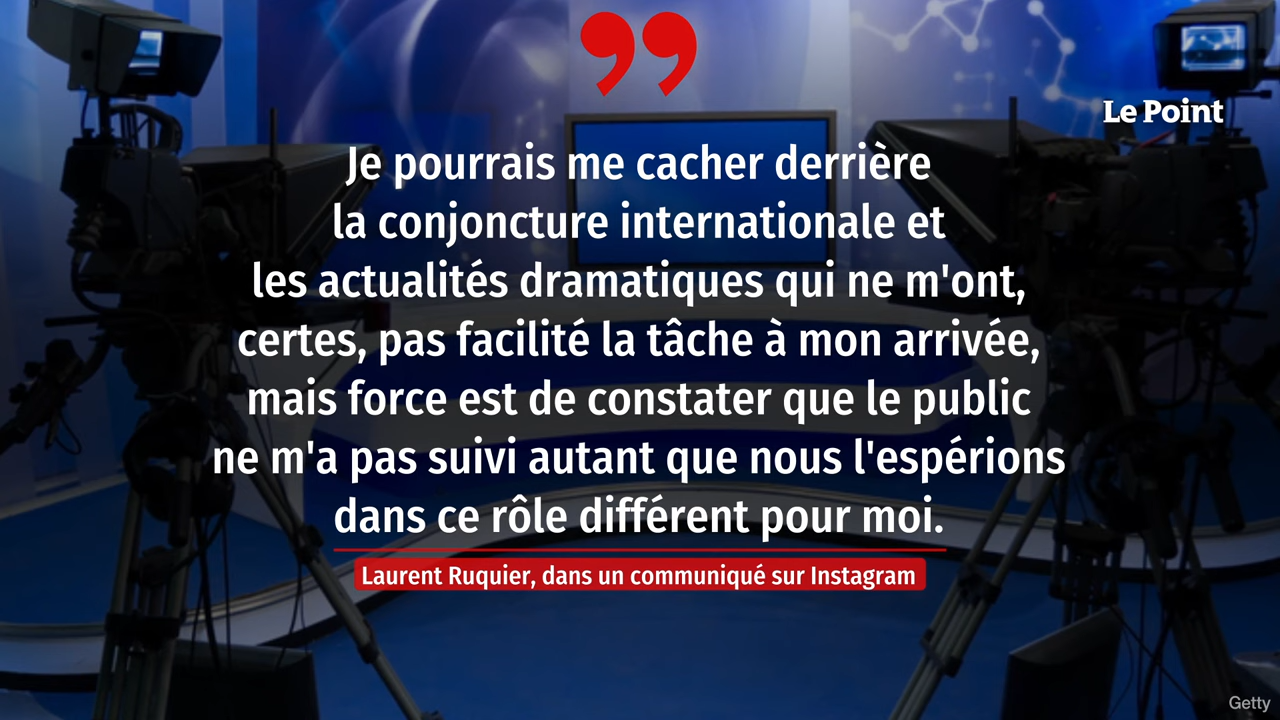 Le Point
Je pourrais me cacher derrière
la conjoncture internationale et
les actualités dramatiques qui ne m'ont,
certes, pas facilité la tâche à mon arrivée,
mais force est de constater que le public
ne m'a pas suivi autant que nous l'espérions
dans ce rôle différent pour moi.
Laurent Ruquier, dans un communiqué sur Instagram
Getty